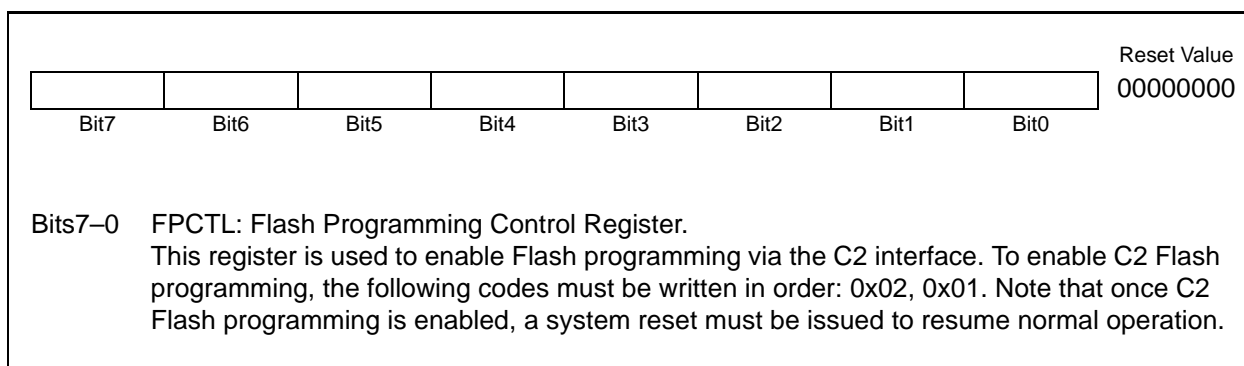 Reset Value
00000000
Bit7 Bit6 Bit5 Bit4 Bit3 Bit2 Bit1 Bit0
Bits7–0 FPCTL: Flash Programming Control Register.
This register is used to enable Flash programming via the C2 interface. To enable C2 Flash
programming, the following codes must be written in order: 0x02, 0x01. Note that once C2
Flash programming is enabled, a system reset must be issued to resume normal operation.